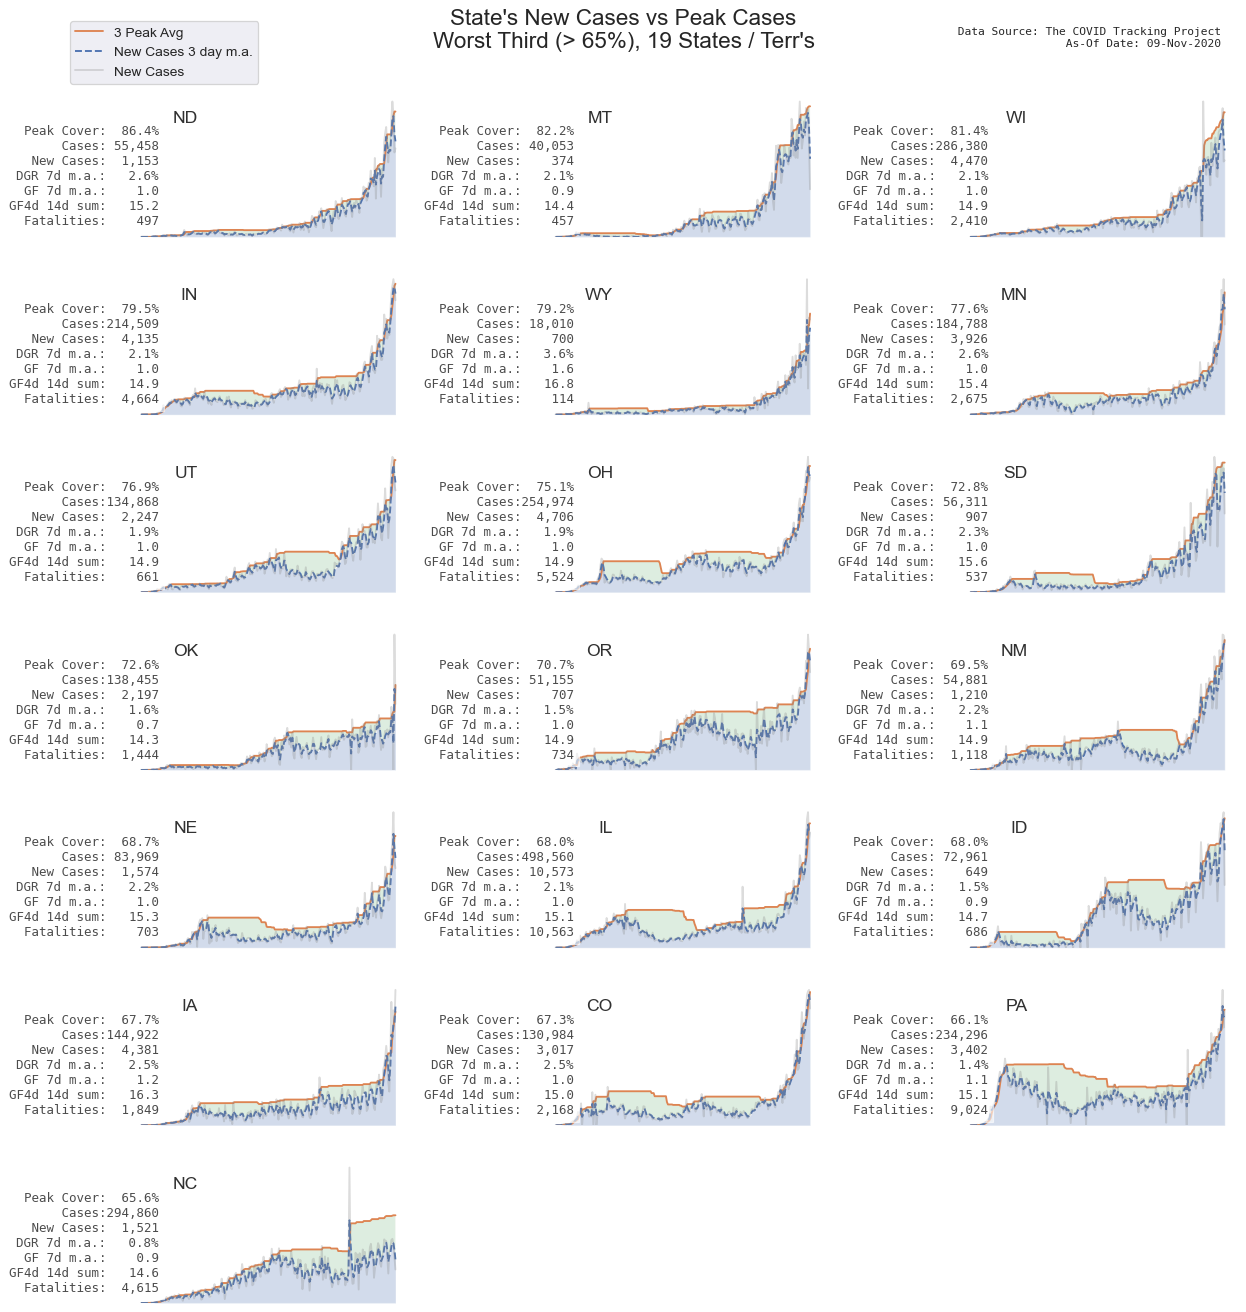 State's New Cases vs Peak Cases
Worst Third (> 65%), 19 States / Terr's
3 Peak Avg
New Cases 3 day m.a.
New Cases
Data Source: The COVID Tracking Project
As-Of Date: 09-Nov-2020
ND
Peak Cover: 86.4%
Cases: 55,458
New Cases: 1,153
DGR 7d m.a.: 2.6%
GF 7d m.a.: 1.0
GF4d 14d sum: 15.2
Fatalities: 497
MT
Peak Cover: 82.2%
Cases: 40,053
New Cases: 374
DGR 7d m.a.: 2.1%
GF 7d m.a.: 0.9
GF4d 14d sum: 14.4
Fatalities: 457
WI
Peak Cover: 81.4%
Cases:286,380
New Cases: 4,470
DGR 7d m.a.: 2.1%
GF 7d m.a.: 1.0
GF4d 14d sum: 14.9
Fatalities: 2,410
IN
Peak Cover: 79.5%
Cases:214,509
New Cases: 4,135
DGR 7d m.a.: 2.1%
GF 7d m.a.: 1.0
GF4d 14d sum: 14.9
Fatalities: 4,664
WY
Peak Cover: 79.2%
Cases: 18,010
New Cases: 700
DGR 7d m.a.: 3.6%
GF 7d m.a.: 1.6
GF4d 14d sum: 16.8
Fatalities: 114
MN
Peak Cover: 77.6%
Cases:184,788
New Cases: 3,926
DGR 7d m.a.: 2.6%
GF 7d m.a.: 1.0
GF4d 14d sum: 15.4
Fatalities: 2,675
UT
Peak Cover: 76.9%
Cases:134,868
New Cases: 2,247
DGR 7d m.a.: 1.9%
GF 7d m.a.: 1.0
GF4d 14d sum: 14.9
Fatalities: 661
OH
Peak Cover: 75.1%
Cases:254,974
New Cases: 4,706
DGR 7d m.a.: 1.9%
GF 7d m.a.: 1.0
GF4d 14d sum: 14.9
Fatalities: 5,524
SD
Peak Cover: 72.8%
Cases: 56,311
New Cases: 907
DGR 7d m.a.: 2.3%
GF 7d m.a.: 1.0
GF4d 14d sum: 15.6
Fatalities: 537
OK
Peak Cover: 72.6%
Cases:138,455
New Cases: 2,197
DGR 7d m.a.: 1.6%
GF 7d m.a.: 0.7
GF4d 14d sum: 14.3
Fatalities: 1,444
OR
Peak Cover: 70.7%
Cases: 51,155
New Cases: 707
DGR 7d m.a.: 1.5%
GF 7d m.a.: 1.0
GF4d 14d sum: 14.9
Fatalities: 734
NM
Peak Cover: 69.5%
Cases: 54,881
New Cases: 1,210
DGR 7d m.a.: 2.2%
GF 7d m.a.: 1.1
GF4d 14d sum: 14.9
Fatalities: 1,118
NE
Peak Cover: 68.7%
Cases: 83,969
New Cases: 1,574
DGR 7d m.a.: 2.2%
GF 7d m.a.: 1.0
GF4d 14d sum: 15.3
Fatalities: 703
IL
Peak Cover: 68.0%
Cases:498,560
New Cases: 10,573
DGR 7d m.a.: 2.1%
GF 7d m.a.: 1.0
GF4d 14d sum: 15.1
Fatalities: 10,563
ID
Peak Cover: 68.0%
Cases: 72,961
New Cases: 649
DGR 7d m.a.: 1.5%
GF 7d m.a.: 0.9
GF4d 14d sum: 14.7
Fatalities: 686
IA
Peak Cover: 67.7%
Cases:144,922
New Cases: 4,381
DGR 7d m.a.: 2.5%
GF 7d m.a.: 1.2
GF4d 14d sum: 16.3
Fatalities: 1,849
CO
Peak Cover: 67.3%
Cases:130,984
New Cases: 3,017
DGR 7d m.a.: 2.5%
GF 7d m.a.: 1.0
GF4d 14d sum: 15.0
Fatalities: 2,168
PA
Peak Cover: 66.1%
Cases:234,296
New Cases: 3,402
DGR 7d m.a.: 1.4%
GF 7d m.a.: 1.1
GF4d 14d sum: 15.1
Fatalities: 9,024
NC
Peak Cover: 65.6%
Cases:294,860
New Cases: 1,521
DGR 7d m.a.: 0.8%
GF 7d m.a.: 0.9
GF4d 14d sum: 14.6
Fatalities: 4,615